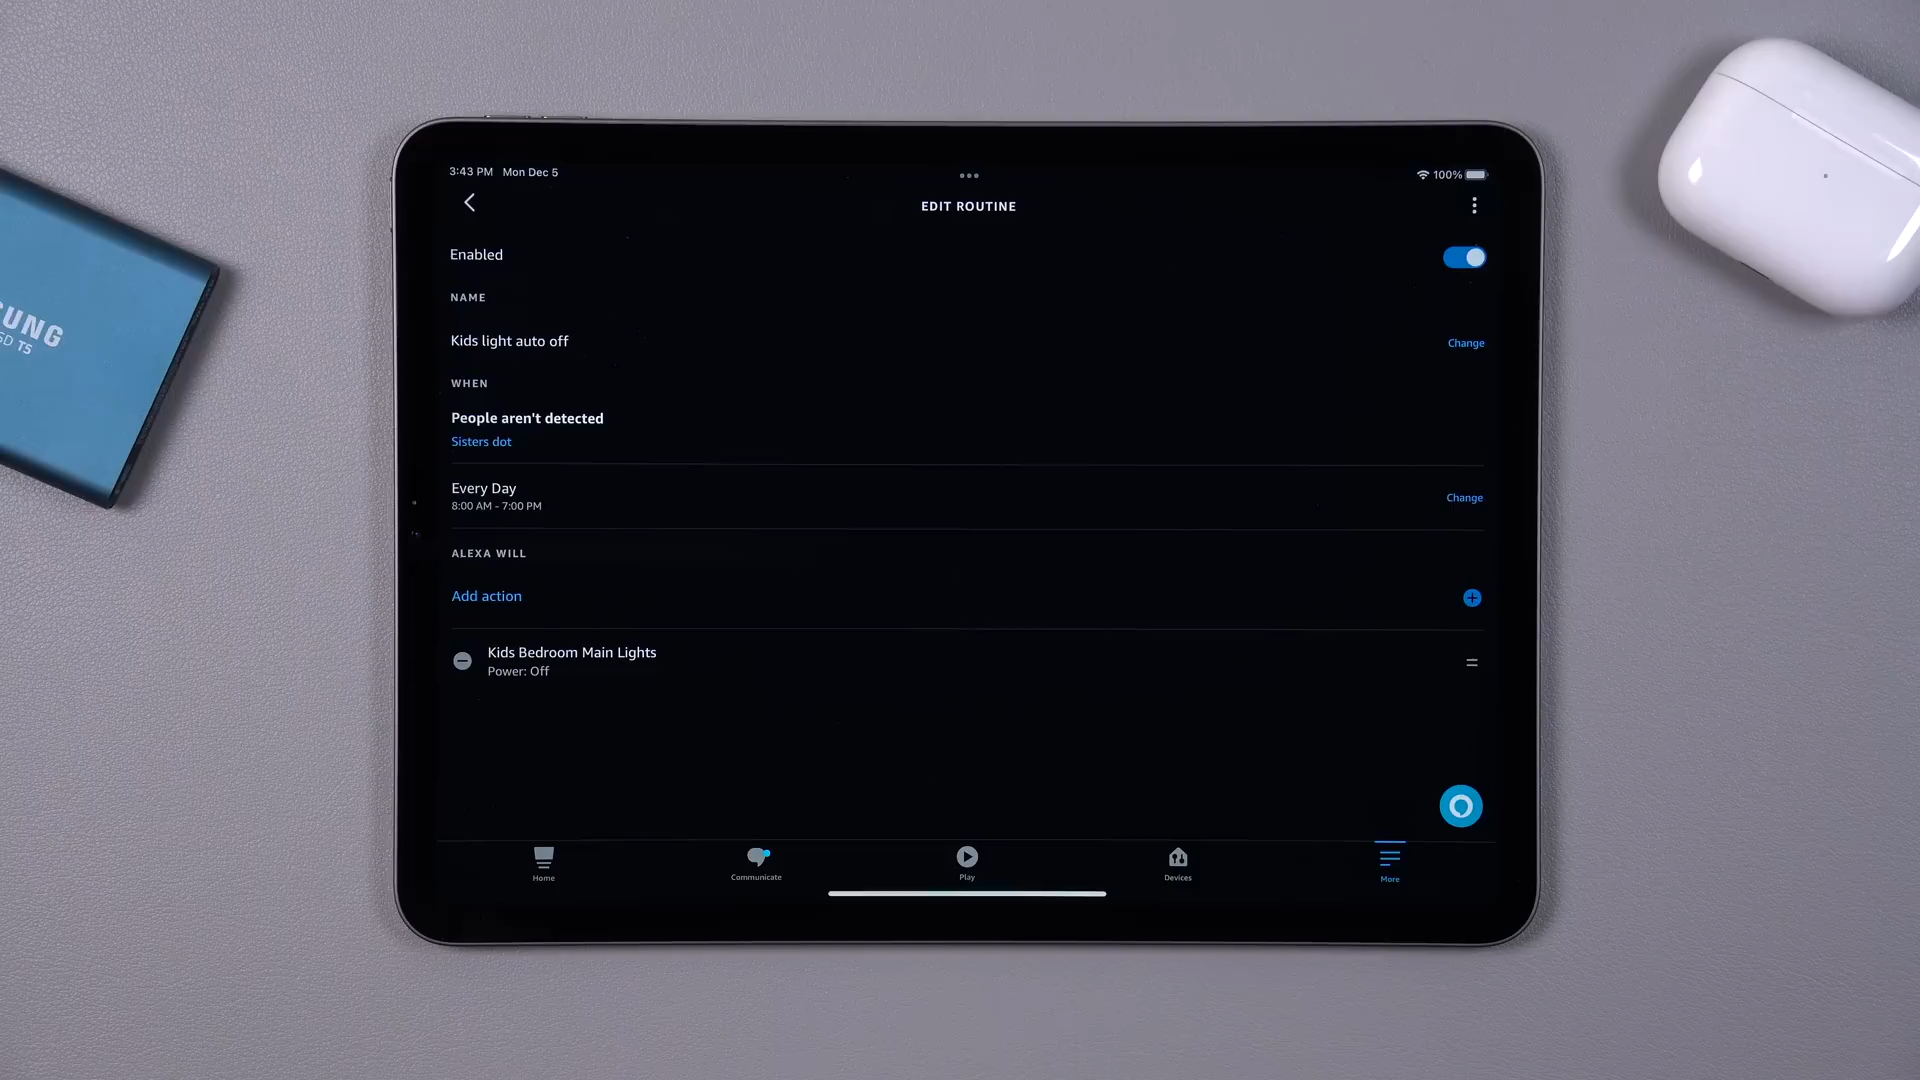 3:43 PM Mon Dec 5
100%
EDIT ROUTINE
Enabled
NAME
Kids light auto off
Change
WHEN
People aren't detected
Sisters dot
Every Day
8:00 AM - 7:00 PM
Change
ALEXA WILL
Add action
Kids Bedroom Main Lights
Power: Off
Home
Communicate
Play
Devices
More
SUNG
SD T5